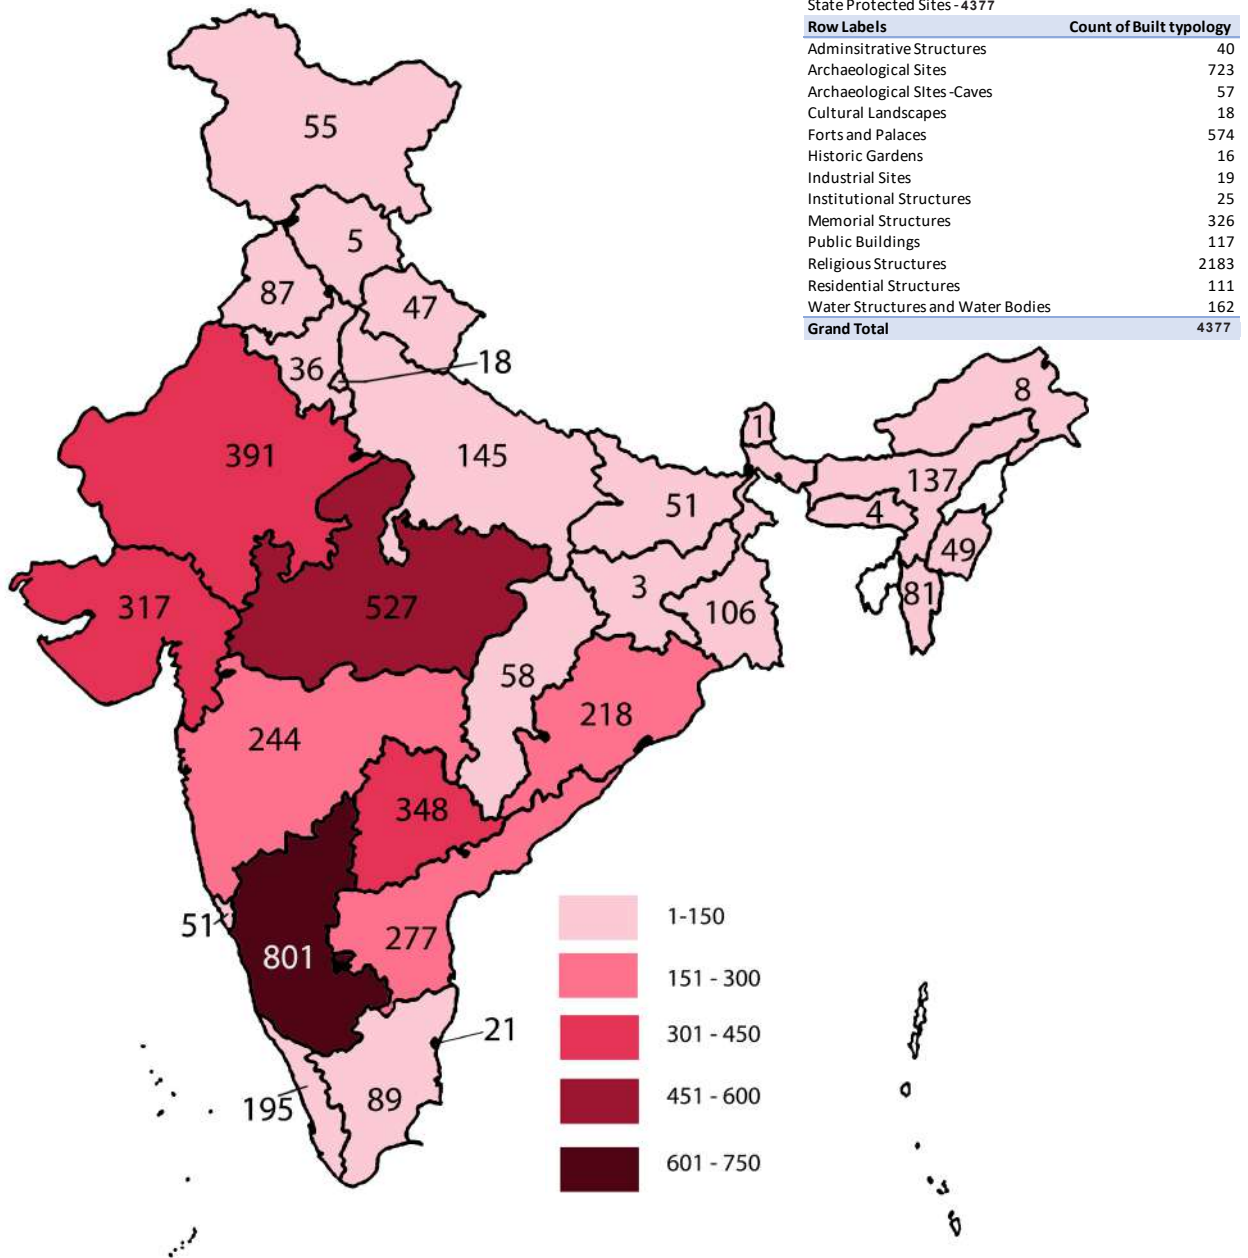 State Protected Sites - 4377
Row Labels Count of Built typology
Adminsitrative Structures 40
Archaeological Sites 723
Archaeological SItes -Caves 57
Cultural Landscapes 18
Forts and Palaces 574
Historic Gardens 16
Industrial Sites 19
Institutional Structures 25
Memorial Structures 326
Public Buildings 117
Religious Structures 2183
Residential Structures 111
Water Structures and Water Bodies 162
Grand Total 4377
55
5
87
47
36
18
8
1
391
145
137
51
4
49
3
81
317
527
106
58
218
244
348
51
277
801
21
195
89
1-150
151 - 300
301 - 450
451 - 600
601 - 750